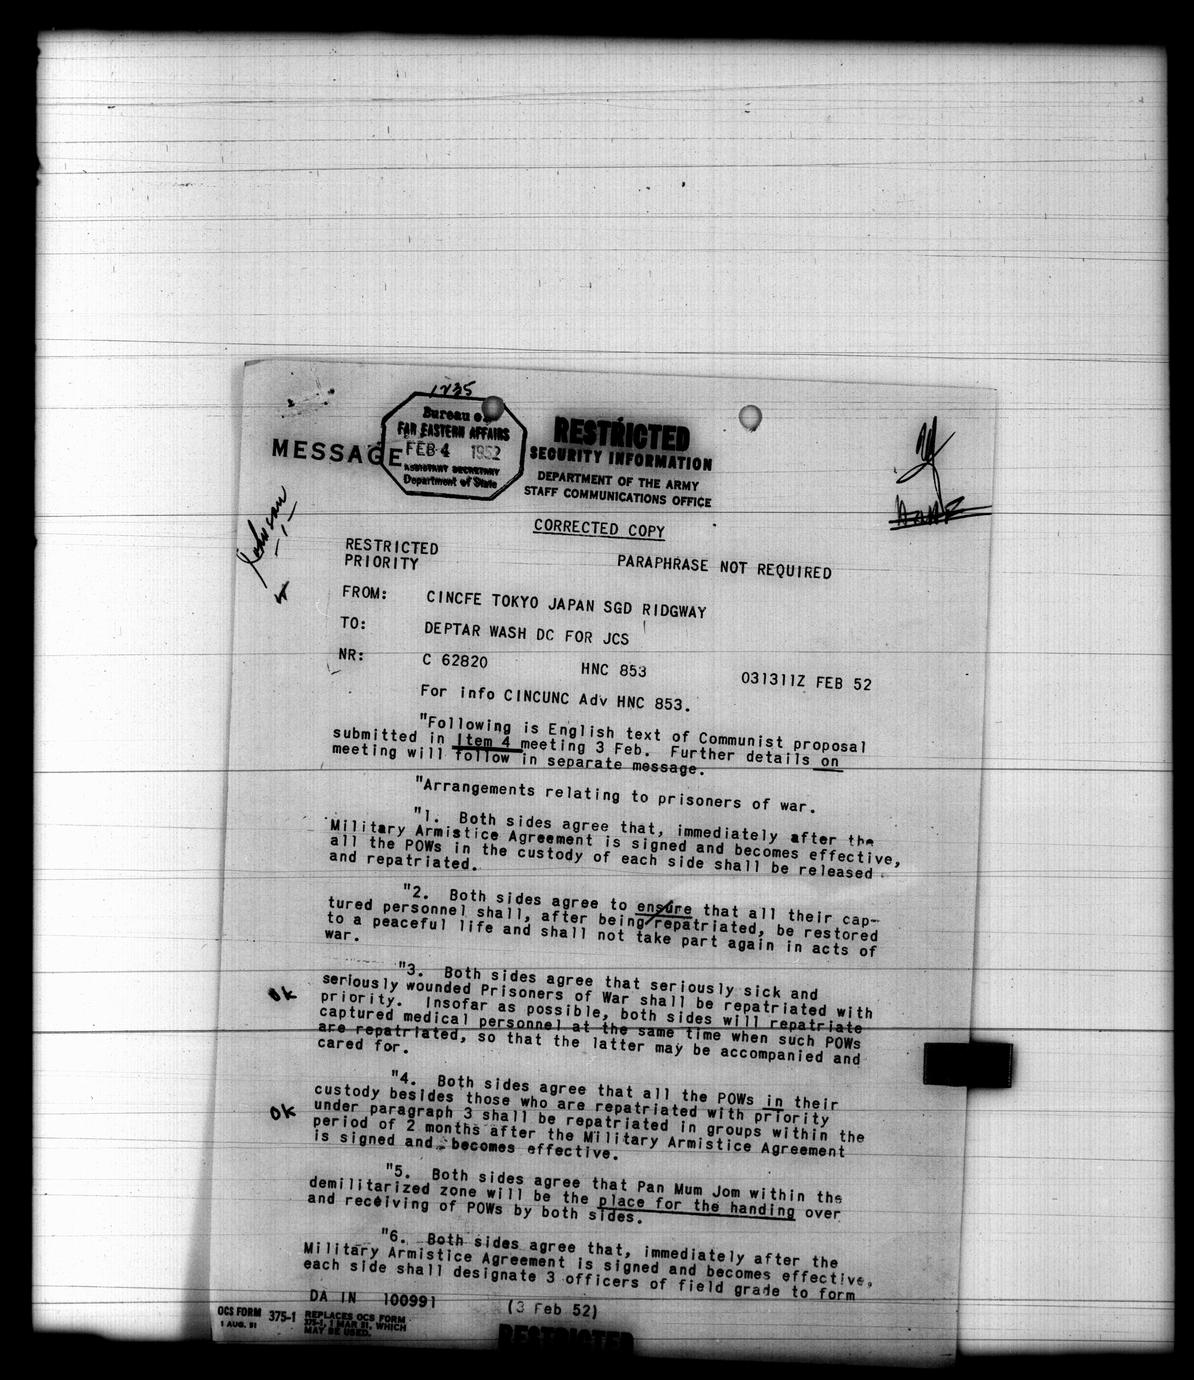 1235
Bureau of
FAR EASTERN AFFAIRS
FEB 4 1952
ASSISTANT SECRETARY
Department of State
MESSAGE
RESTRICTED
SECURITY INFORMATION
DEPARTMENT OF THE ARMY
STAFF COMMUNICATIONS OFFICE
CORRECTED COPY
Johnson
RESTRICTED
PRIORITY
PARAPHRASE NOT REQUIRED
FROM: CINCFE TOKYO JAPAN SGD RIDGWAY
TO: DEPTAR WASH DC FOR JCS
NR: C 62820 HNC 853 031311Z FEB 52
For info CINCUNC Adv HNC 853.
"Following is English text of Communist proposal
submitted in Item 4 meeting 3 Feb. Further details on
meeting will follow in separate message.
"Arrangements relating to prisoners of war.
"1. Both sides agree that, immediately after the
Military Armistice Agreement is signed and becomes effective,
all the POWs in the custody of each side shall be released
and repatriated.
"2. Both sides agree to ensure that all their cap-
tured personnel shall, after being repatriated, be restored
to a peaceful life and shall not take part again in acts of
war.
"3. Both sides agree that seriously sick and
seriously wounded Prisoners of War shall be repatriated with
OK
priority. Insofar as possible, both sides will repatriate
captured medical personnel at the same time when such POWs
are repatriated, so that the latter may be accompanied and
cared for.
"4. Both sides agree that all the POWs in their
custody besides those who are repatriated with priority
OK
under paragraph 3 shall be repatriated in groups within the
period of 2 months after the Military Armistice Agreement
is signed and becomes effective.
"5. Both sides agree that Pan Mum Jom within the
demilitarized zone will be the place for the handing over
and receiving of POWs by both sides.
"6. Both sides agree that, immediately after the
Military Armistice Agreement is signed and becomes effective,
each side shall designate 3 officers of field grade to form
DA IN 100991 (3 Feb 52)
OCS FORM 375-1 REPLACES OCS FORM
1 AUG. 51 375-1, 1 MAR 51, WHICH
MAY BE USED.
RESTRICTED